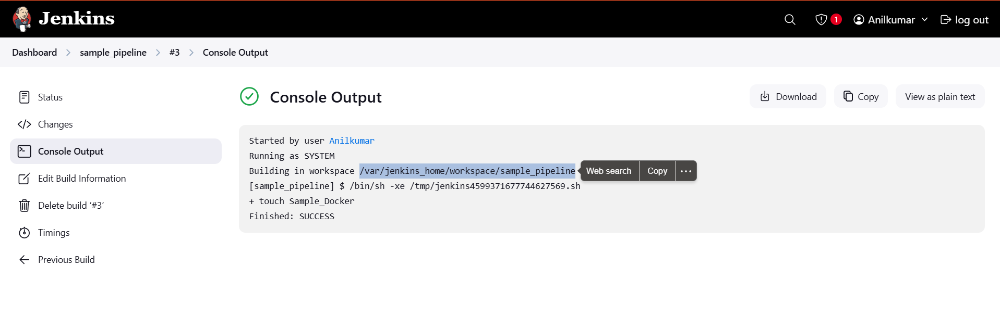 Jenkins
1
Anilkumar
log out
Dashboard
sample_pipeline
#3
Console Output
Status
Changes
Console Output
Edit Build Information
Delete build ‘#3’
Timings
Previous Build
Console Output
Download
Copy
View as plain text
Started by user Anilkumar
Running as SYSTEM
Building in workspace /var/jenkins_home/workspace/sample_pipeline
Web search
Copy
[sample_pipeline] $ /bin/sh -xe /tmp/jenkins4599371677744627569.sh
+ touch Sample_Docker
Finished: SUCCESS